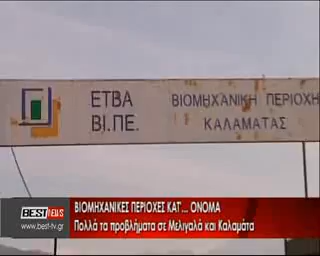 ΕΤΒΑ
ΒΙ.ΠΕ.
ΒΙΟΜΗΧΑΝΙΚΗ ΠΕΡΙΟΧΗ
ΚΑΛΑΜΑΤΑΣ
BEST NEWS
www.best-tv.gr
ΒΙΟΜΗΧΑΝΙΚΕΣ ΠΕΡΙΟΧΕΣ ΚΑΤ'... ΟΝΟΜΑ
Πολλά τα προβλήματα σε Μελιγαλά και Καλαμάτα